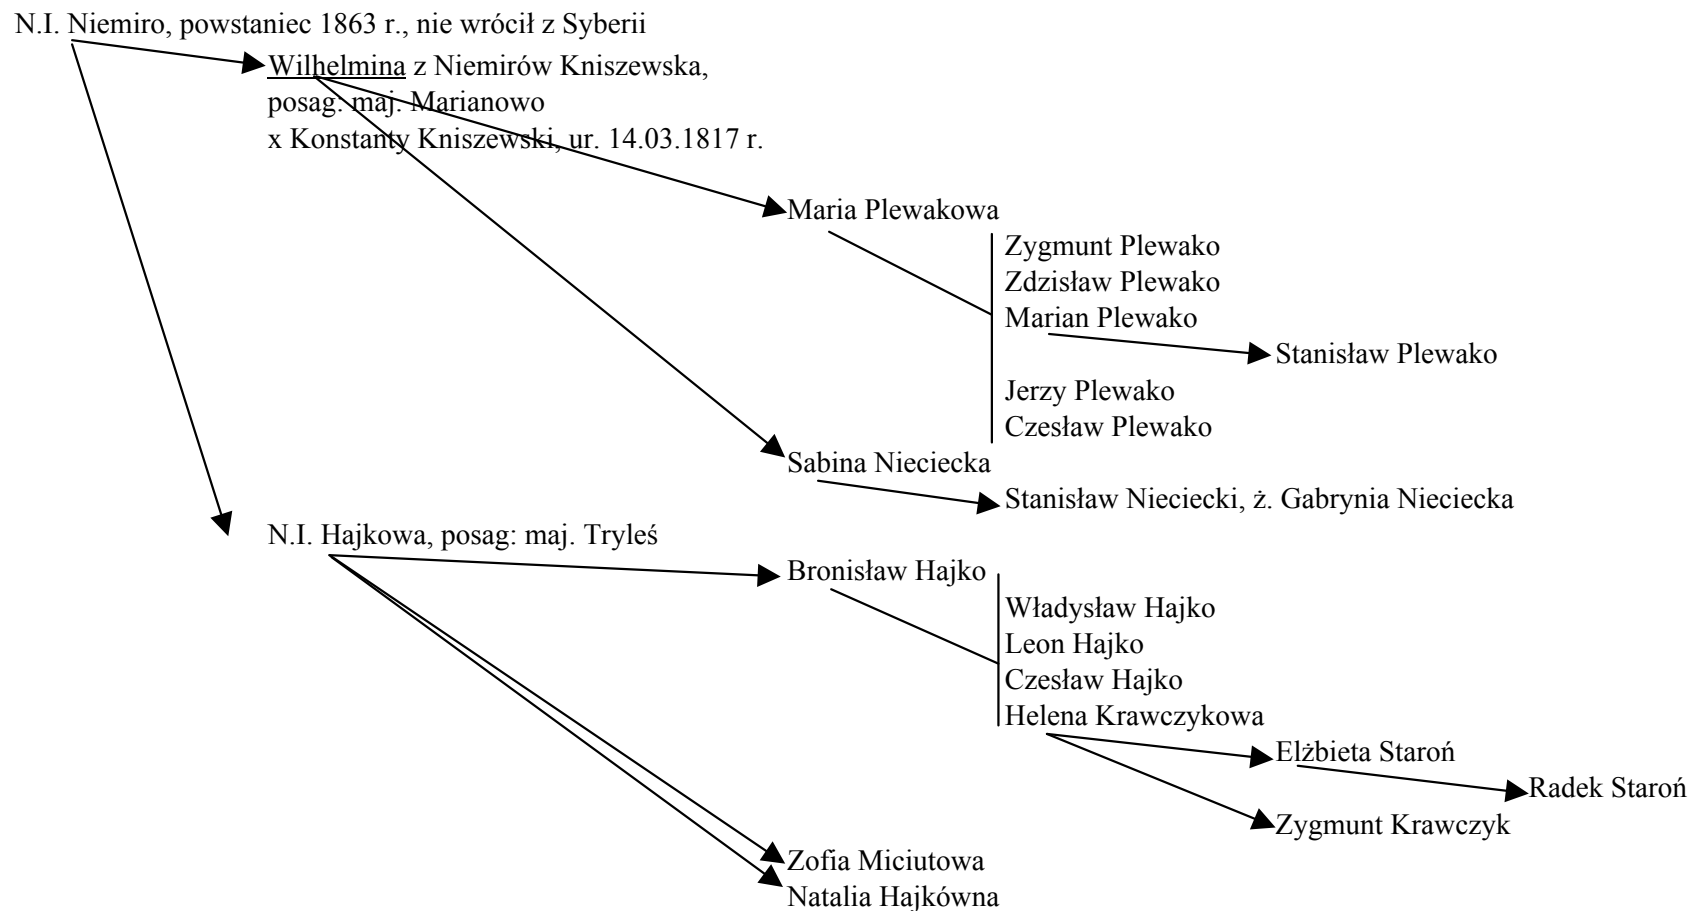 N.I. Niemiro, powstaniec 1863 r., nie wrócił z Syberii
Wilhelmina z Niemirów Kniszewska,
posag: maj. Marianowo
x Konstanty Kniszewski, ur. 14.03.1817 r.
Maria Plewakowa
Zygmunt Plewako
Zdzisław Plewako
Marian Plewako
Stanisław Plewako
Jerzy Plewako
Czesław Plewako
Sabina Nieciecka
Stanisław Nieciecki, ż. Gabrynia Nieciecka
N.I. Hajkowa, posag: maj. Tryleś
Bronisław Hajko
Władysław Hajko
Leon Hajko
Czesław Hajko
Helena Krawczykowa
Elżbieta Staroń
Radek Staroń
Zygmunt Krawczyk
Zofia Miciutowa
Natalia Hajkówna